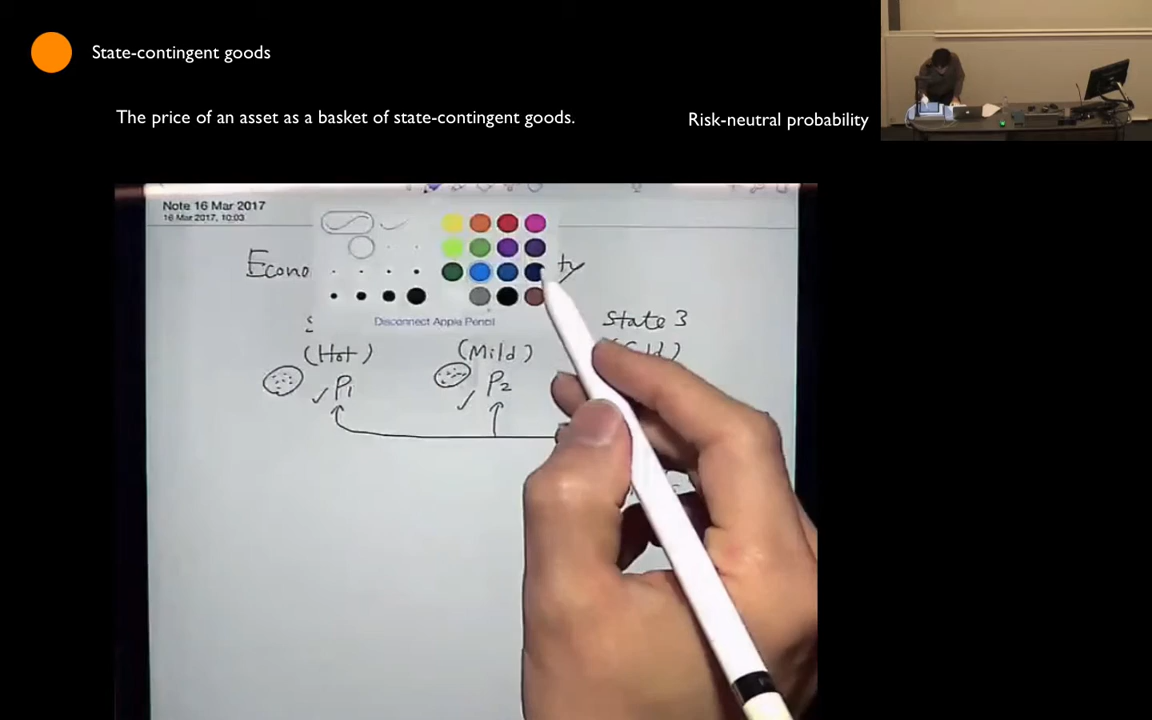 State-contingent goods
The price of an asset as a basket of state-contingent goods.
Risk-neutral probability
Note 16 Mar 2017
16 Mar 2017, 10:03
Econo
Disconnect Apple Pencil
State 3
(Hot)
(Mild)
P1
P2